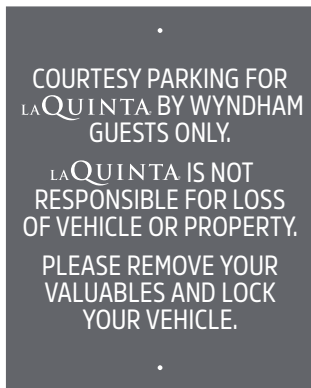 COURTESY PARKING FOR
LAQUINTA BY WYNDHAM
GUESTS ONLY.
LAQUINTA IS NOT
RESPONSIBLE FOR LOSS
OF VEHICLE OR PROPERTY.
PLEASE REMOVE YOUR
VALUABLES AND LOCK
YOUR VEHICLE.